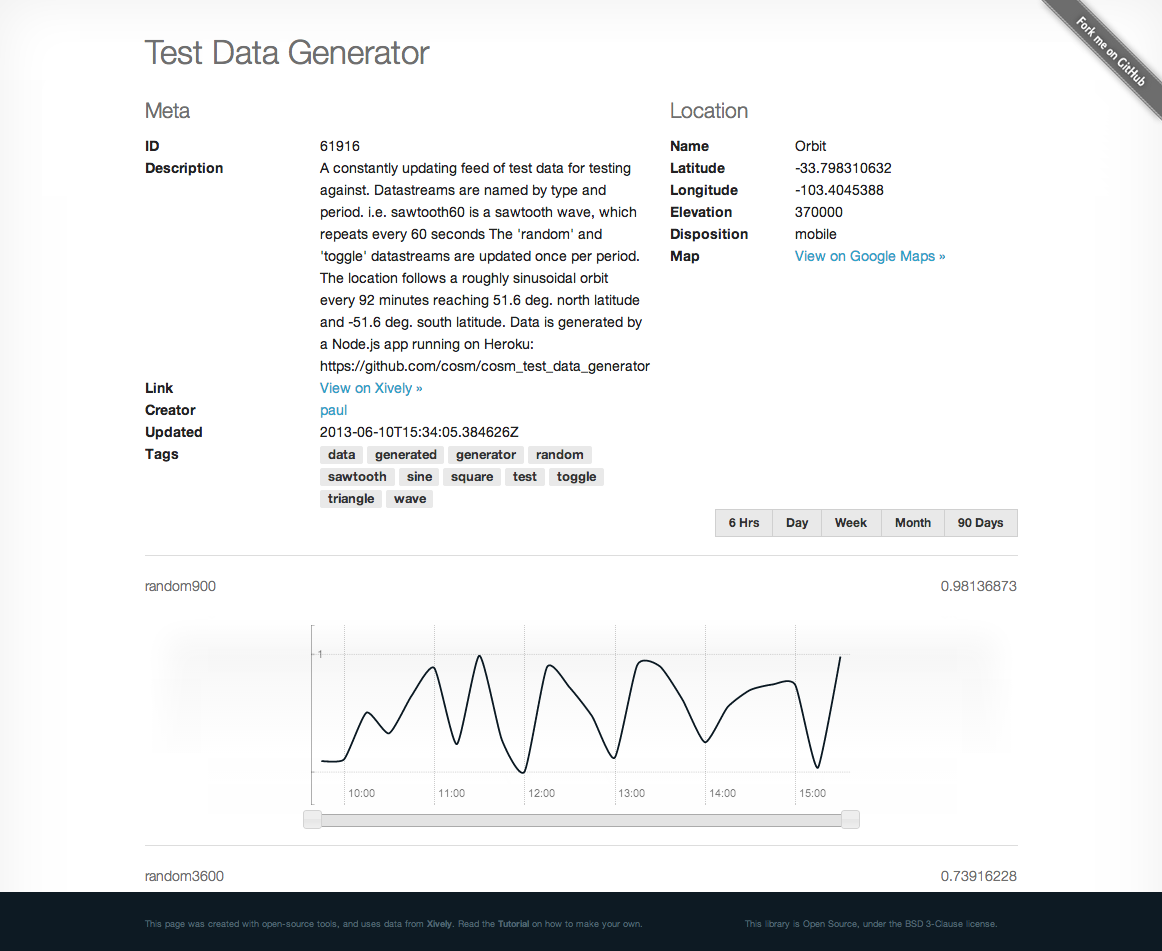 Fork me on GitHub
Test Data Generator
Meta
ID 61916
Description A constantly updating feed of test data for testing
against. Datastreams are named by type and
period. i.e. sawtooth60 is a sawtooth wave, which
repeats every 60 seconds The 'random' and
'toggle' datastreams are updated once per period.
The location follows a roughly sinusoidal orbit
every 92 minutes reaching 51.6 deg. north latitude
and -51.6 deg. south latitude. Data is generated by
a Node.js app running on Heroku:
https://github.com/cosm/cosm_test_data_generator
Link View on Xively »
Creator paul
Updated 2013-06-10T15:34:05.384626Z
Tags data generated generator random
sawtooth sine square test toggle
triangle wave
Location
Name Orbit
Latitude -33.798310632
Longitude -103.4045388
Elevation 370000
Disposition mobile
Map View on Google Maps »
6 Hrs Day Week Month 90 Days
random900 0.98136873
1
10:00 11:00 12:00 13:00 14:00 15:00
random3600 0.73916228
This page was created with open-source tools, and uses data from Xively. Read the Tutorial on how to make your own.
This library is Open Source, under the BSD 3-Clause license.